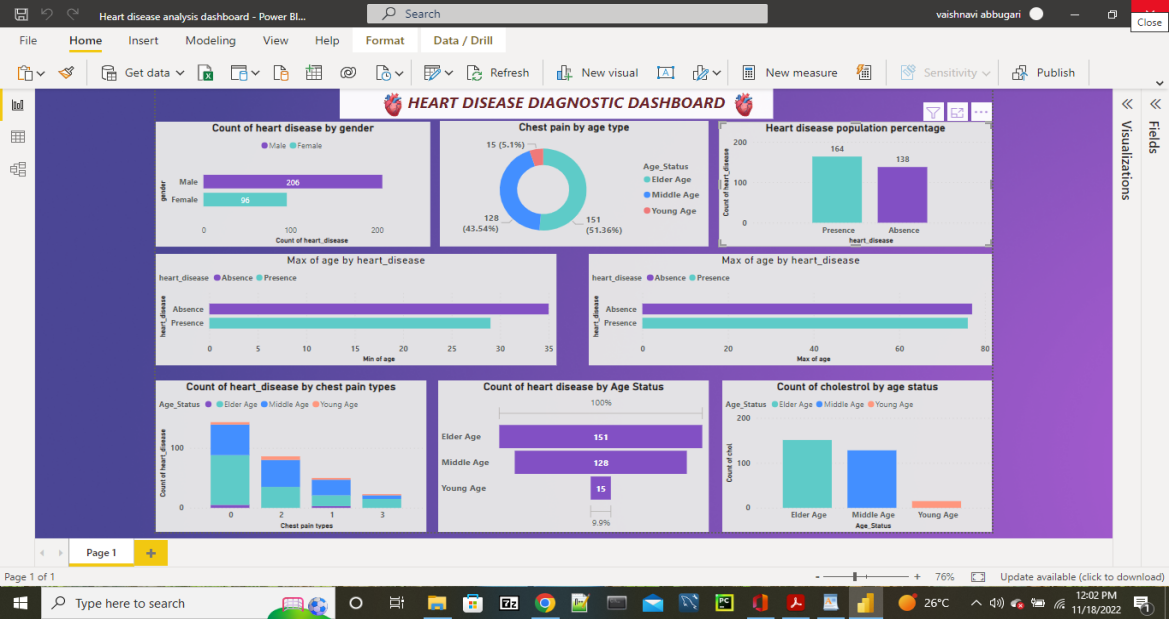 Heart disease analysis dashboard - Power BI...
Search
vaishnavi abbugari
Close
File
Home
Insert
Modeling
View
Help
Format
Data / Drill
Get data
Refresh
New visual
New measure
Sensitivity
Publish
HEART DISEASE DIAGNOSTIC DASHBOARD
Count of heart disease by gender
Male Female
gender
Male
206
Female
96
0 100 200
Count of heart_disease
Chest pain by age type
15 (5.1%)
128
(43.54%)
151
(51.36%)
Age_Status
Elder Age
Middle Age
Young Age
Heart disease population percentage
Count of heart_disease
200
100
0
164
138
Presence Absence
heart_disease
Max of age by heart_disease
heart_disease Absence Presence
heart_disease
Absence
Presence
0 5 10 15 20 25 30 35
Min of age
Max of age by heart_disease
heart_disease Absence Presence
heart_disease
Absence
Presence
0 20 40 60 80
Max of age
Count of heart_disease by chest pain types
Age_Status Elder Age Middle Age Young Age
Count of heart_disease
100
0
0 2 1 3
Chest pain types
Count of heart disease by Age Status
100%
Elder Age
151
Middle Age
128
Young Age
15
9.9%
Count of cholestrol by age status
Age_Status Elder Age Middle Age Young Age
Count of chol
200
100
0
Elder Age Middle Age Young Age
Age_Status
Visualizations
Fields
Page 1
Page 1 of 1
76%
Update available (click to download)
Type here to search
7z
PC
26°C
12:02 PM
11/18/2022
1